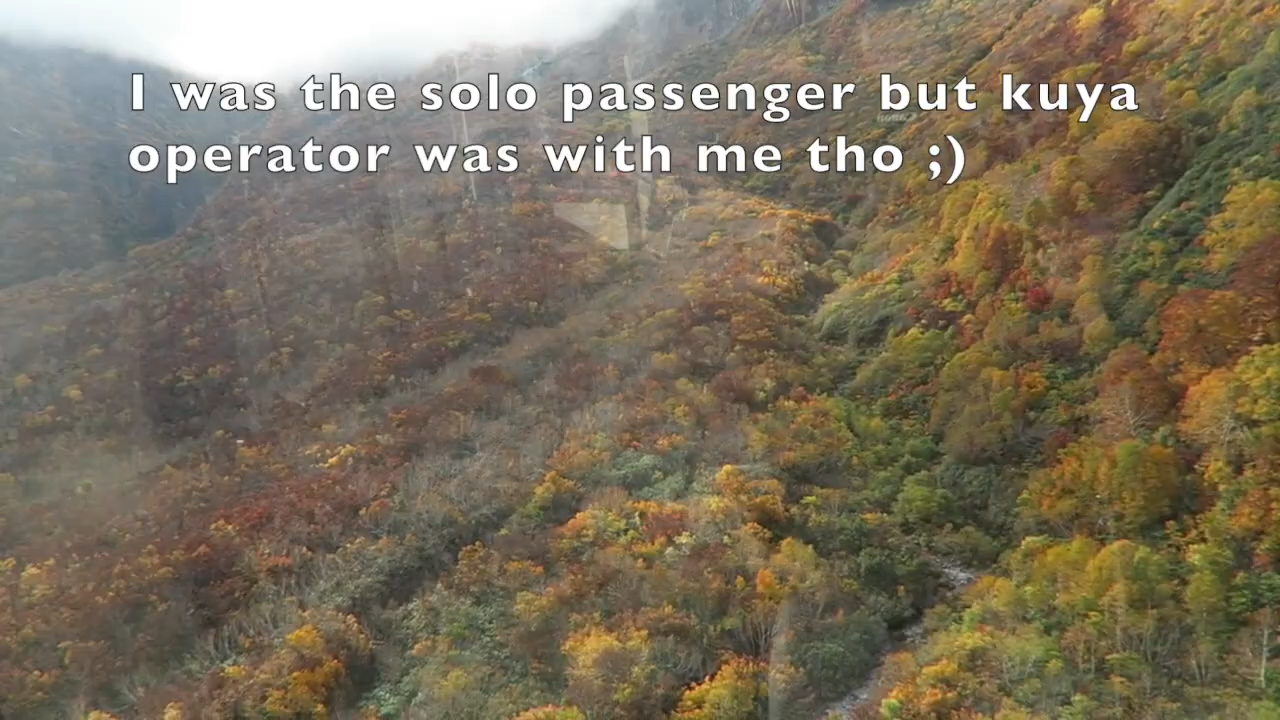 I was the solo passenger but kuya
operator was with me tho ;)